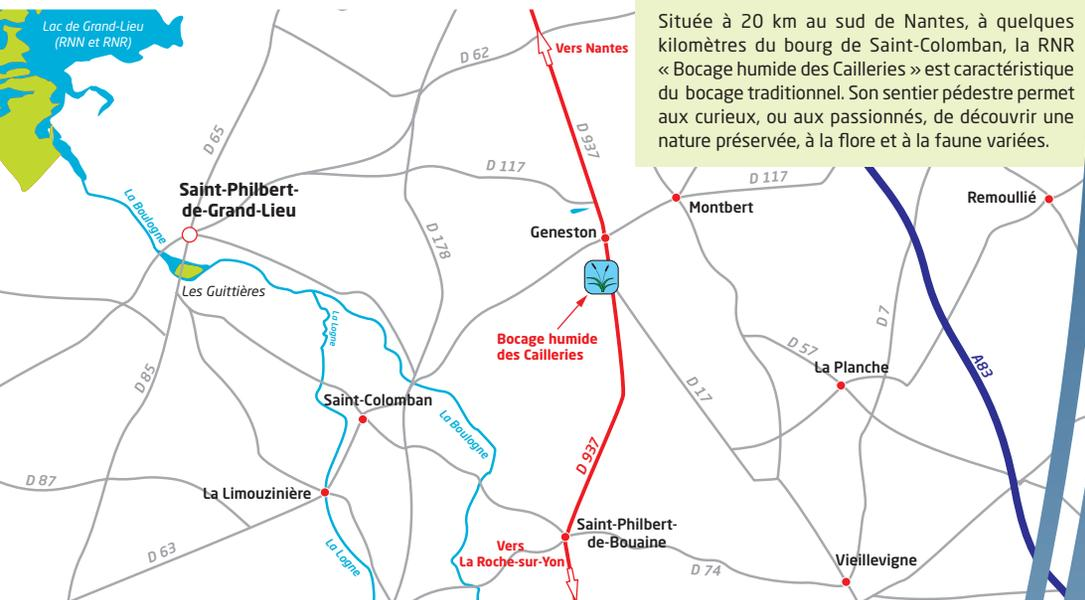 Située à 20 km au sud de Nantes, à quelques
kilomètres du bourg de Saint-Colomban, la RNR
« Bocage humide des Cailleries » est caractéristique
du bocage traditionnel. Son sentier pédestre permet
aux curieux, ou aux passionnés, de découvrir une
nature préservée, à la flore et à la faune variées.
Lac de Grand-Lieu
(RNN et RNR)
D 62
Vers Nantes
D 65
D 937
D 117
D 117
Saint-Philbert-
de-Grand-Lieu
La Boulogne
Montbert
Remoullié
Geneston
D 178
Les Guittières
La Logne
D 7
Bocage humide
des Cailleries
D 57
La Planche
A83
D 85
D 17
Saint-Colomban
La Boulogne
D 937
D 87
La Limouzinière
Saint-Philbert-
de-Bouaine
D 63
La Logne
Vers
La Roche-sur-Yon
D 74
Vieillevigne